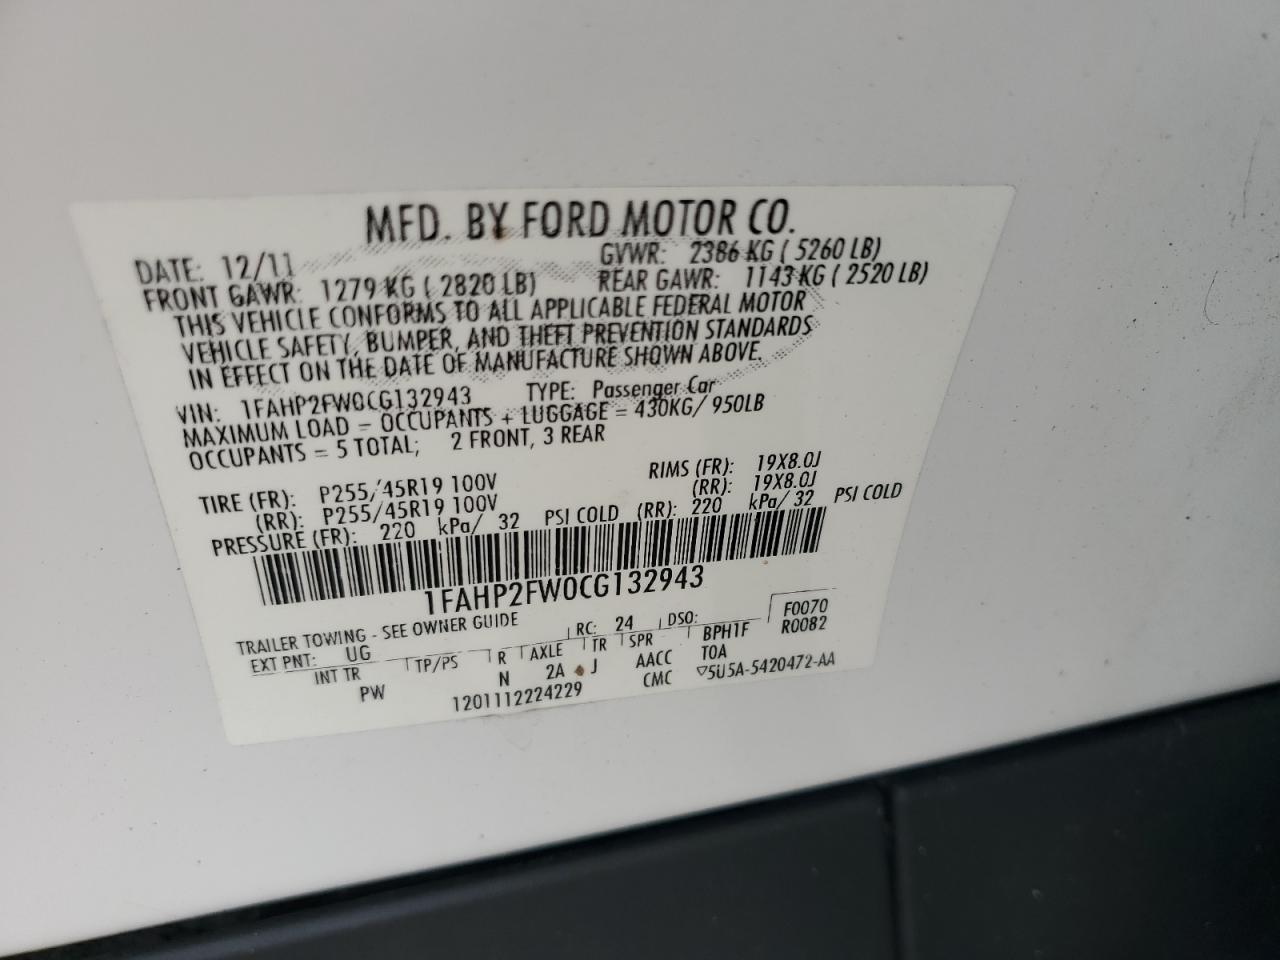 MFD. BY FORD MOTOR CO.
DATE: 12/11 GVWR: 2386 KG ( 5260 LB)
FRONT GAWR: 1279 KG ( 2820 LB) REAR GAWR: 1143 KG ( 2520 LB)
THIS VEHICLE CONFORMS TO ALL APPLICABLE FEDERAL MOTOR
VEHICLE SAFETY, BUMPER, AND THEFT PREVENTION STANDARDS
IN EFFECT ON THE DATE OF MANUFACTURE SHOWN ABOVE.
VIN: 1FAHP2FW0CG132943 TYPE: Passenger Car
MAXIMUM LOAD = OCCUPANTS + LUGGAGE = 430KG/ 950LB
OCCUPANTS = 5 TOTAL; 2 FRONT, 3 REAR
TIRE (FR): P255/45R19 100V RIMS (FR): 19X8.0J
(RR): P255/45R19 100V (RR): 19X8.0J
PRESSURE (FR): 220 kPa/ 32 PSI COLD (RR): 220 kPa/ 32 PSI COLD
1FAHP2FW0CG132943
TRAILER TOWING - SEE OWNER GUIDE F0070
EXT PNT: UG RC: 24 DSO: R0082
INT TR TP/PS R AXLE TR SPR BPH1F
PW N 2A J AACC T0A
1201112224229 CMC ▽5U5A-5420472-AA